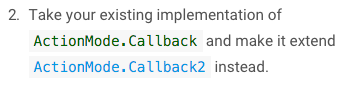 2. Take your existing implementation of
ActionMode.Callback and make it extend
ActionMode.Callback2 instead.